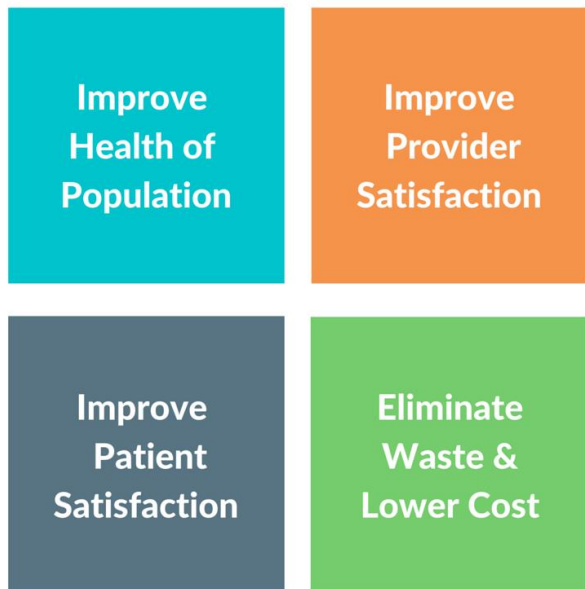 Improve
Health of
Population
Improve
Provider
Satisfaction
Improve
Patient
Satisfaction
Eliminate
Waste &
Lower Cost